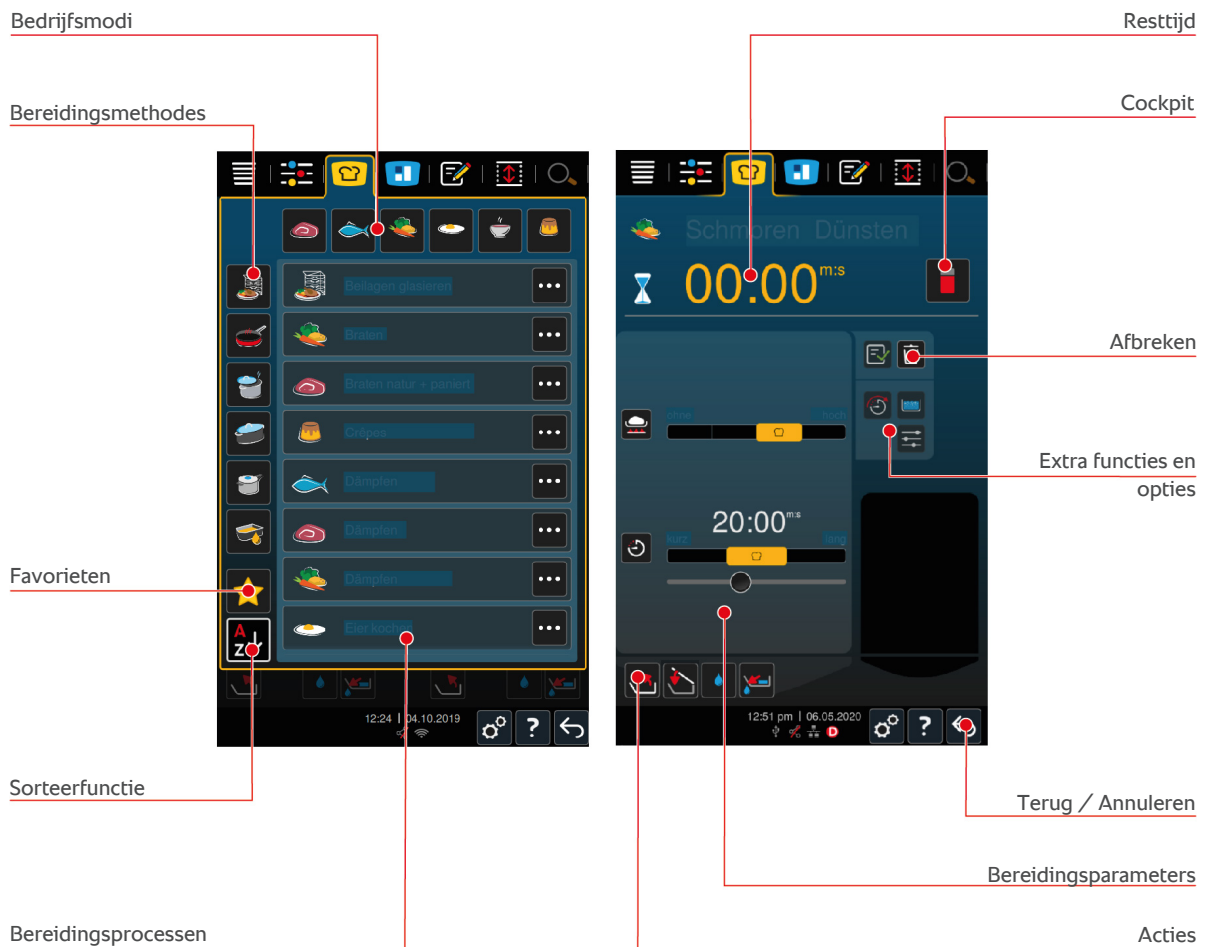 Bedrijfsmodi
Resttijd
Bereidingsmethodes
Cockpit
Schmoren Dünsten
00:00 m:s
Beilagen glasieren
Braten
Braten natur + paniert
Crêpes
Dämpfen
Dämpfen
Dämpfen
Eier kochen
A
Z
12:24 | 04.10.2019
?
Afbreken
ohne hoch
Extra functies en
opties
20:00 m:s
kurz lang
12:51 pm | 06.05.2020
D
?
Favorieten
Sorteerfunctie
Terug / Annuleren
Bereidingsparameters
Bereidingsprocessen
Acties